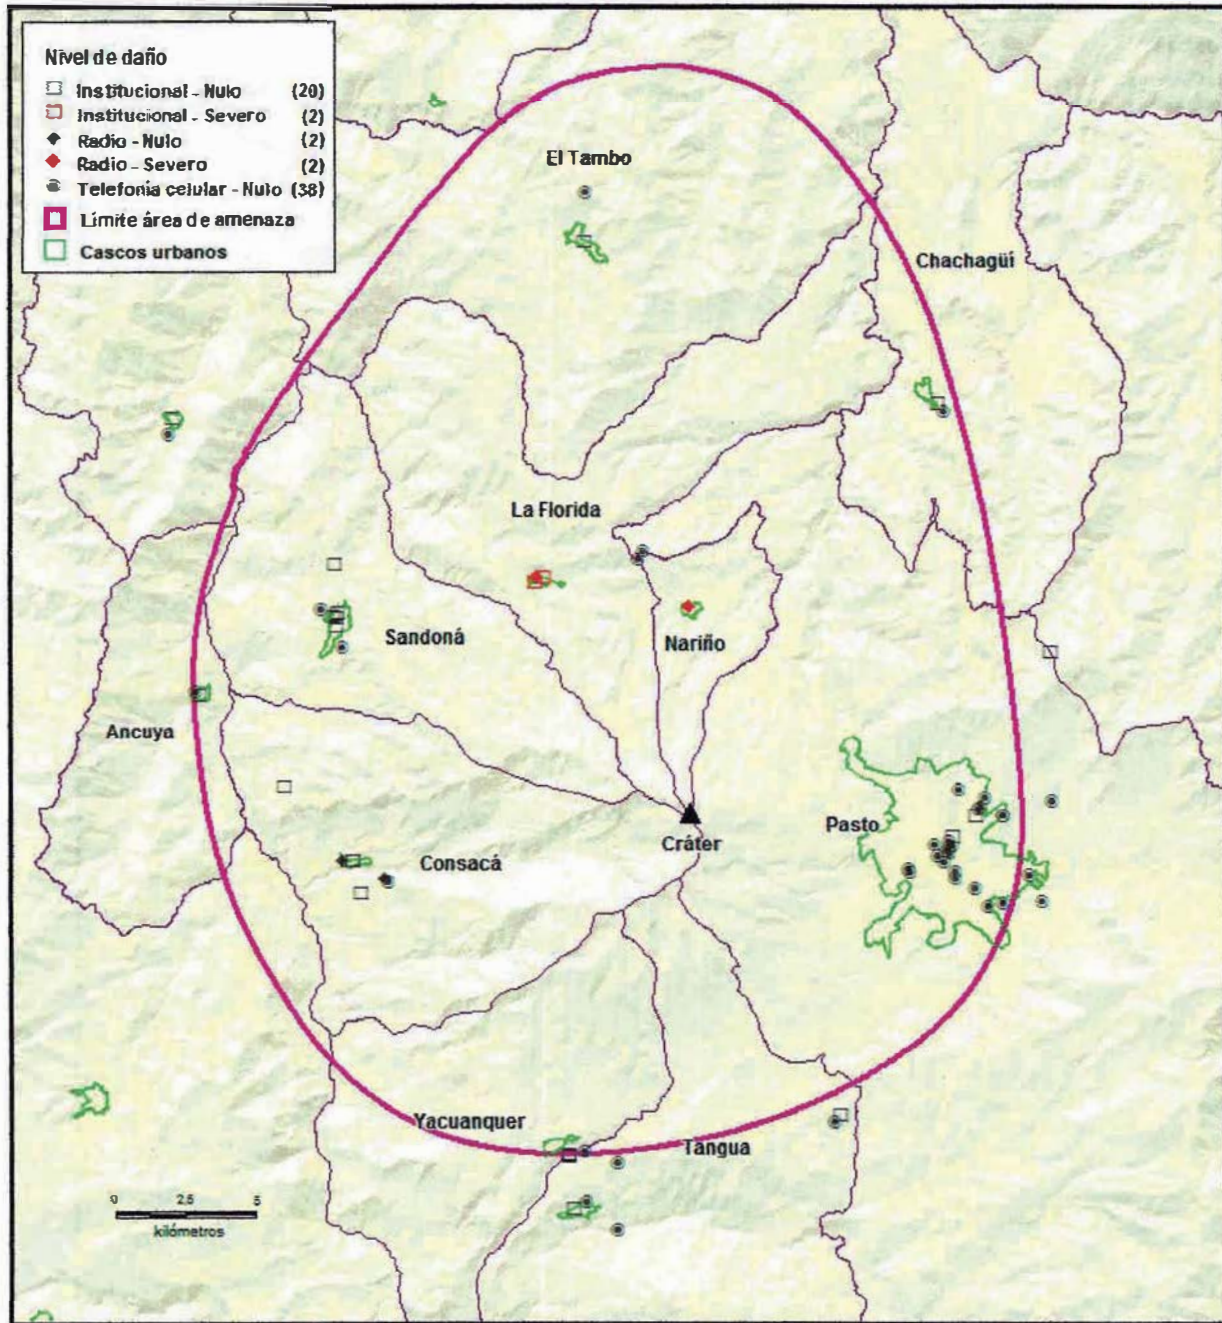 Nivel de daño
Institucional - Nulo (20)
Institucional - Severo (2)
Radio - Nulo (2)
Radio - Severo (2)
Telefonía celular - Nulo (38)
Límite área de amenaza
Cascos urbanos
El Tambo
Chachagüí
La Florida
Sandoná
Nariño
Ancuya
Pasto
Cráter
Consacá
Yacuanquer
Tangua
0 2,5 5
kilómetros